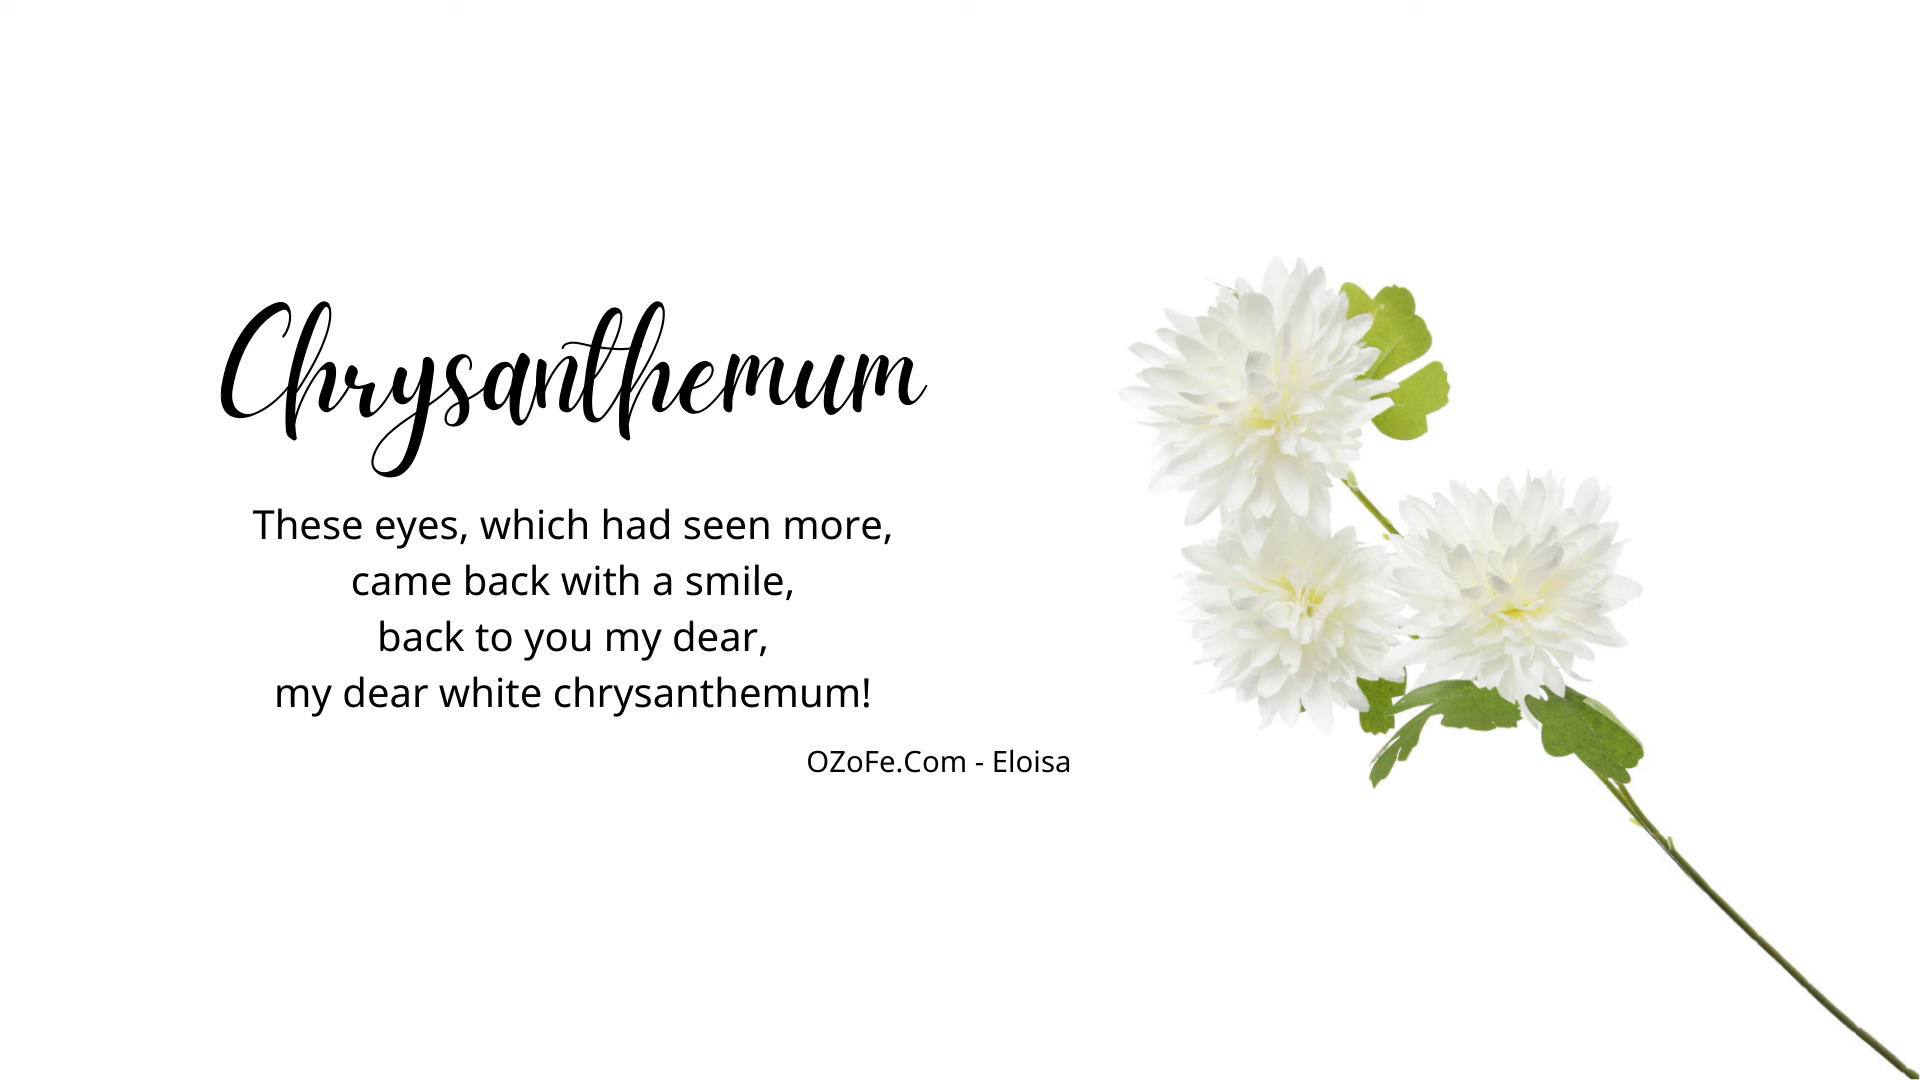 Chrysanthemum
These eyes, which had seen more,
came back with a smile,
back to you my dear,
my dear white chrysanthemum!
OZoFe.Com - Eloisa